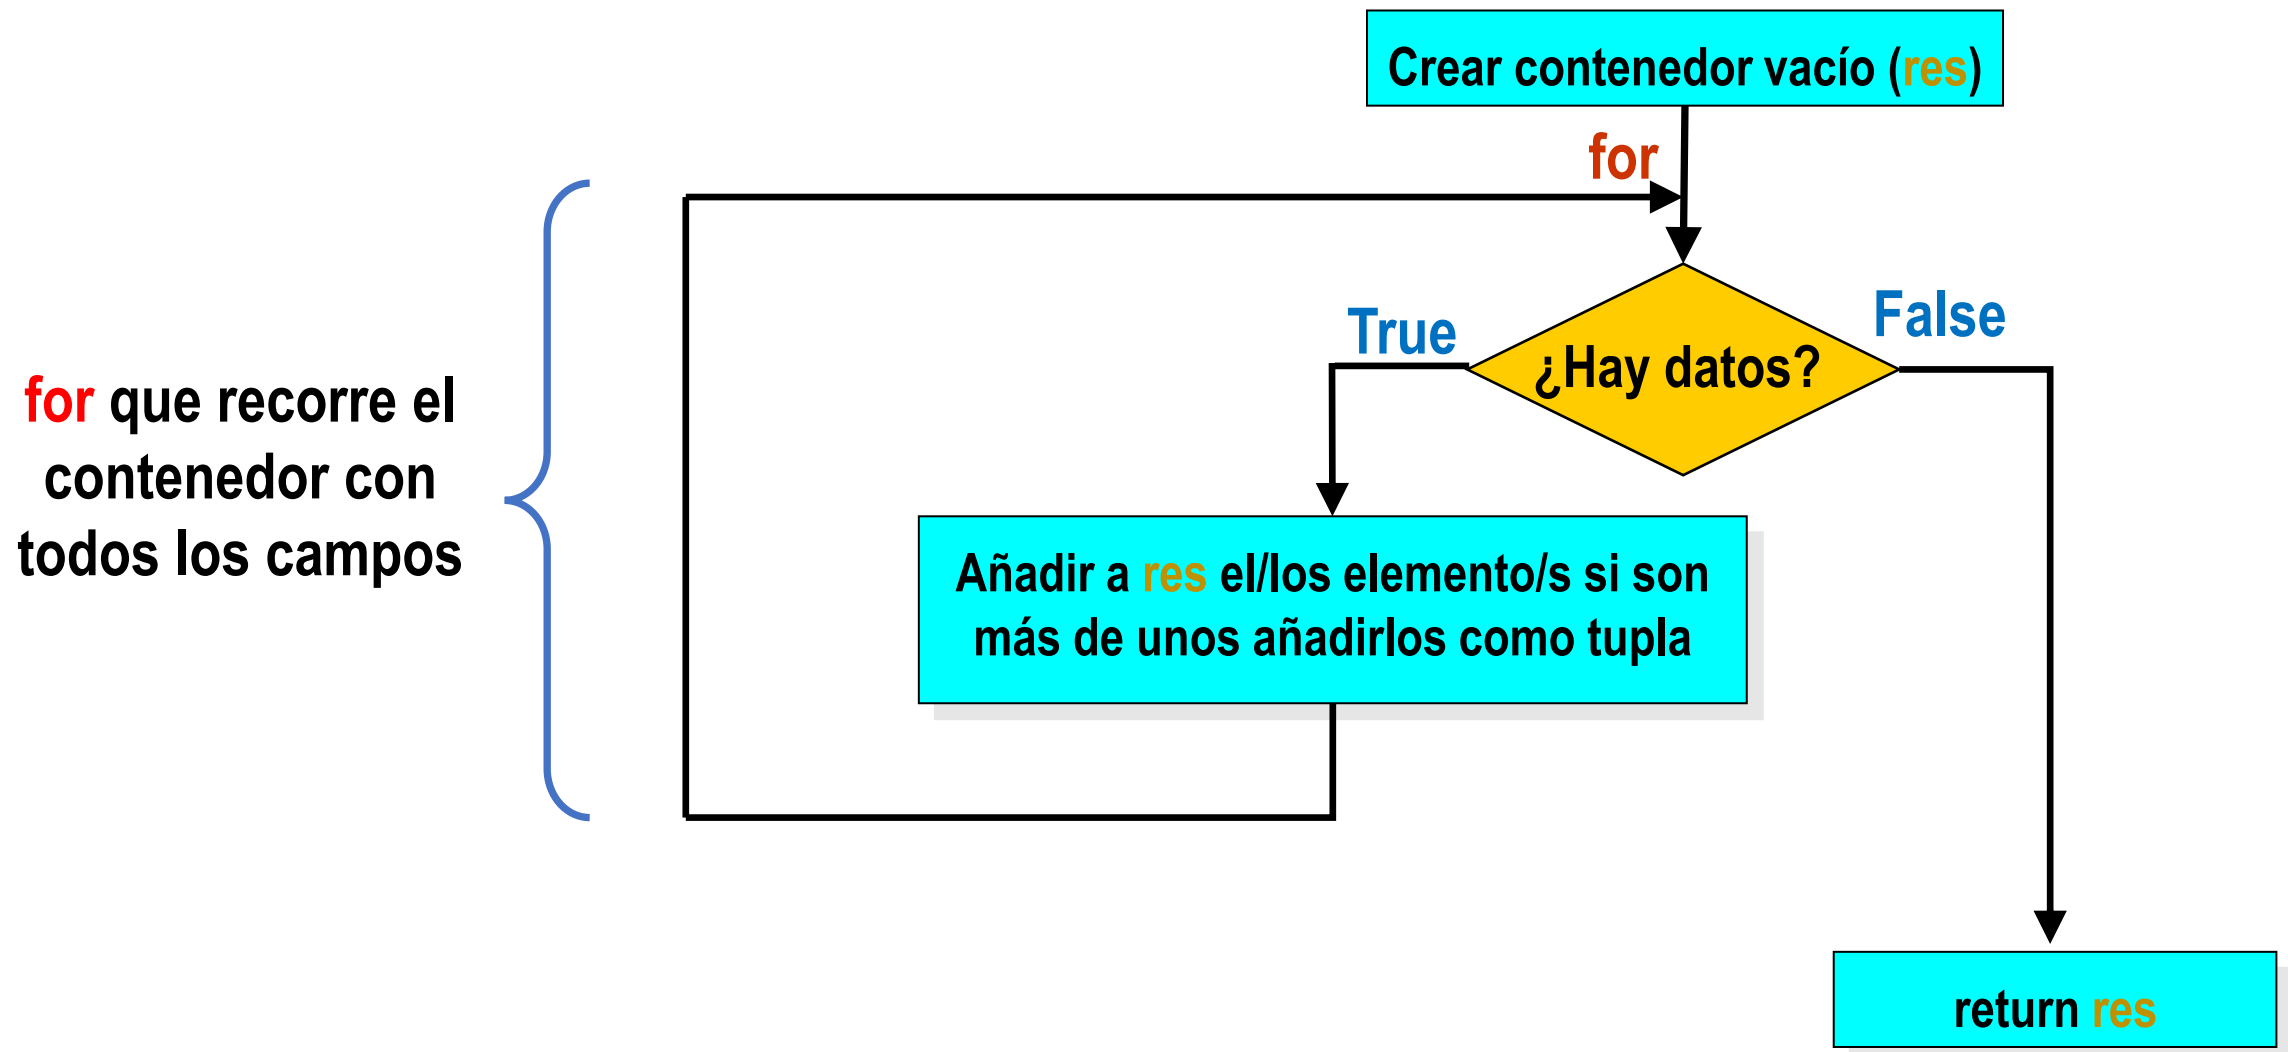 Crear contenedor vacío (res)
for
True
False
¿Hay datos?
for que recorre el
contenedor con
todos los campos
Añadir a res el/los elemento/s si son
más de unos añadirlos como tupla
return res